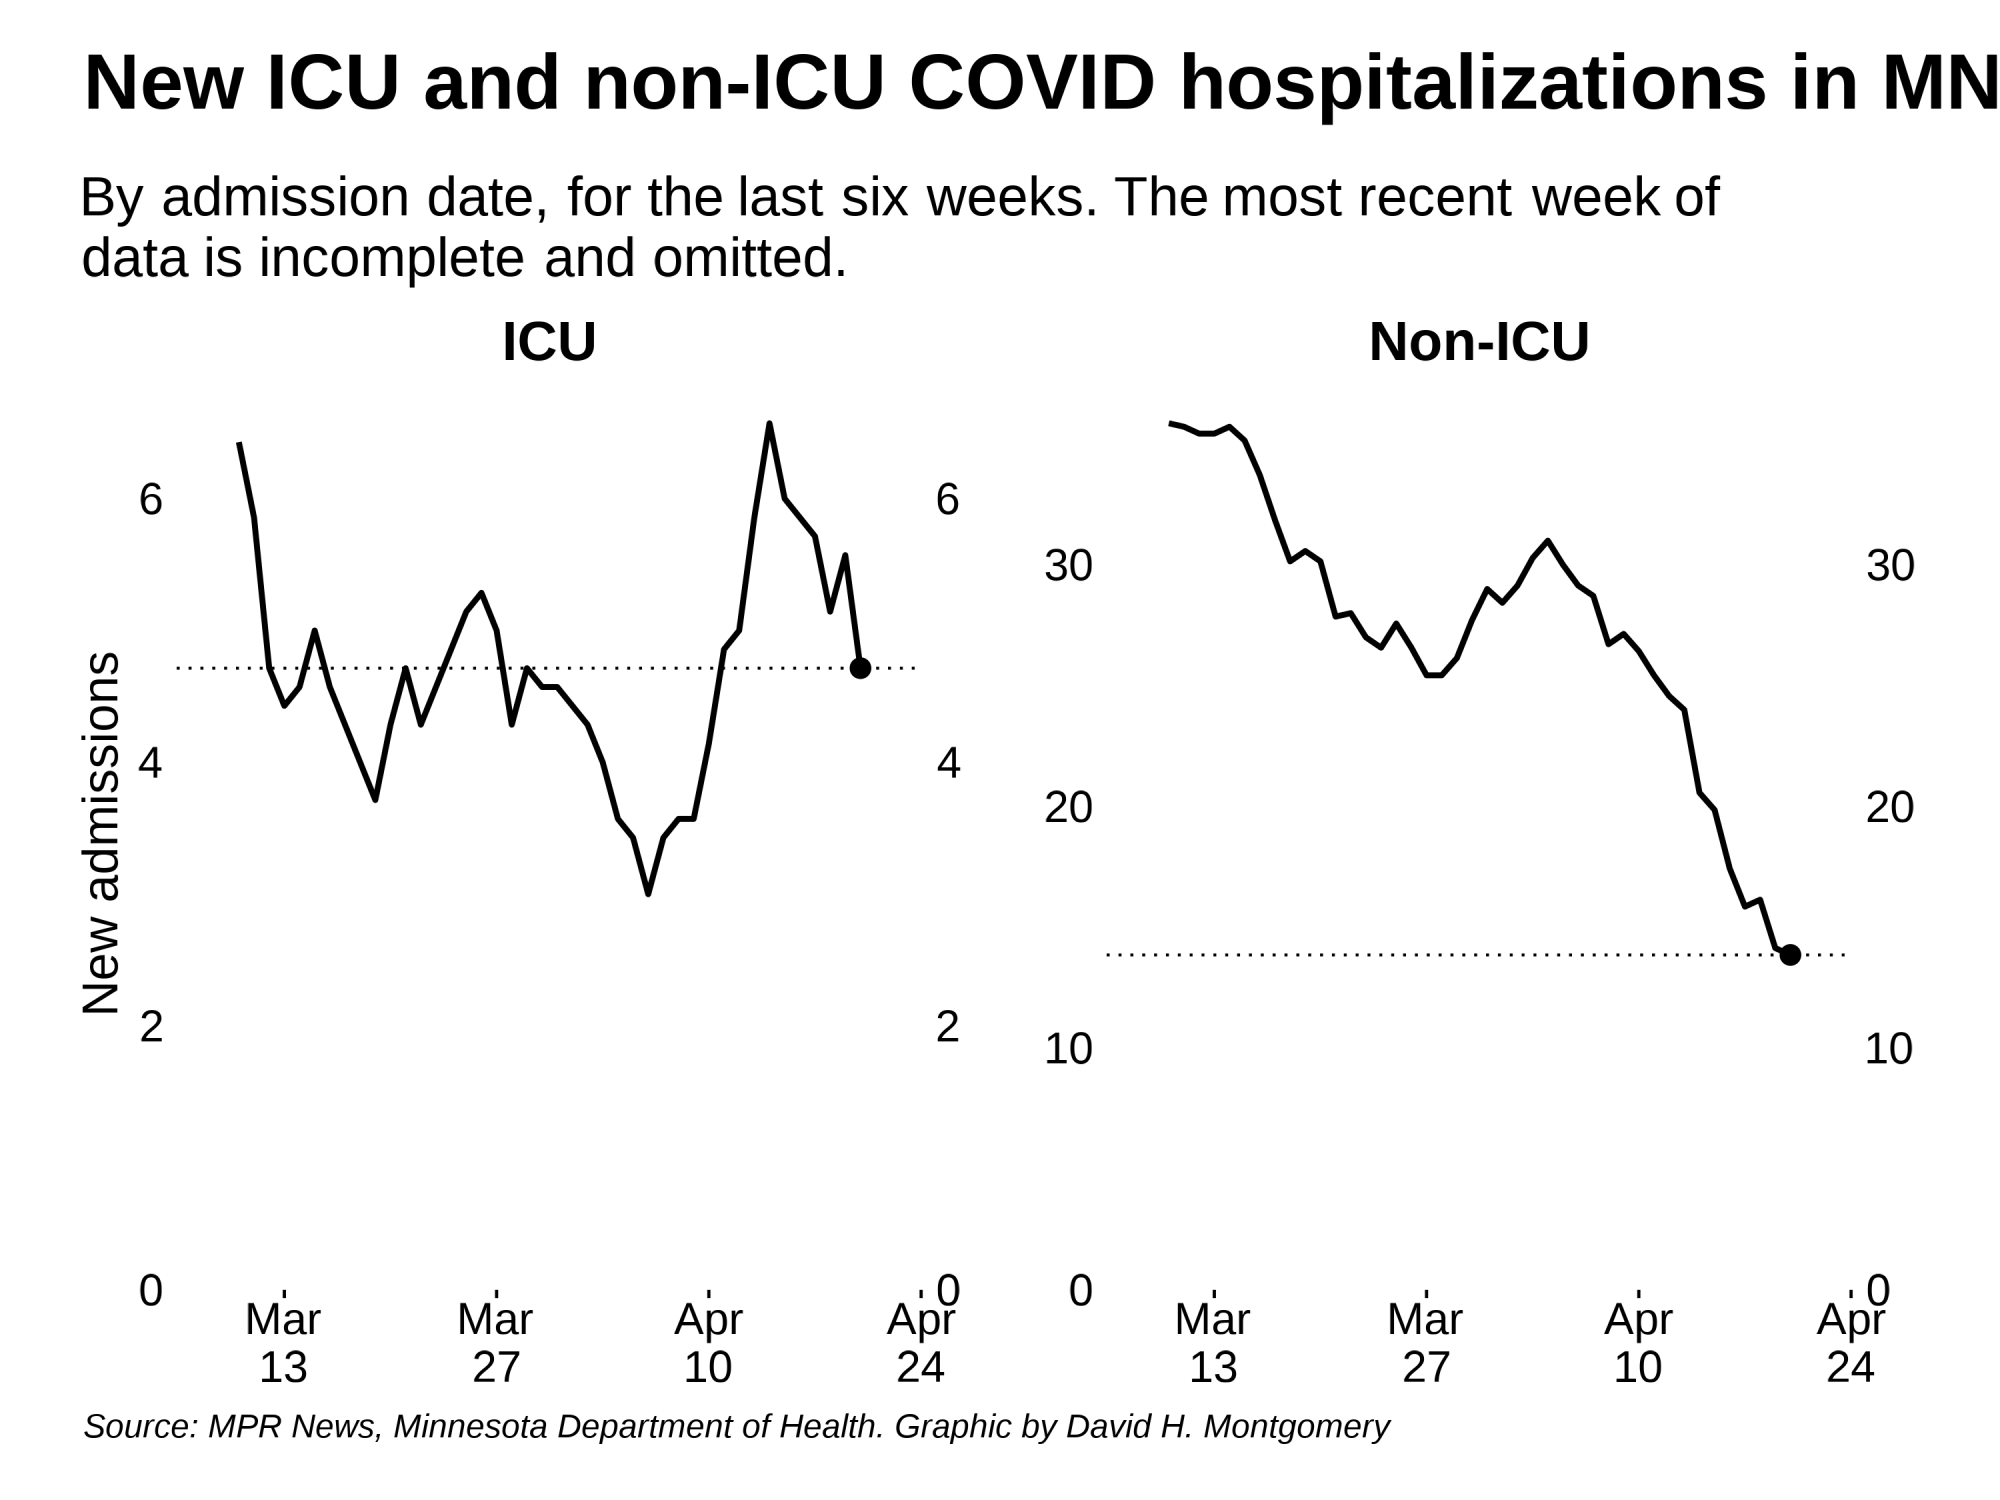 New ICU and non-ICU COVID hospitalizations in MN
By admission date, for the last six weeks. The most recent week of
data is incomplete and omitted.
ICU
Non-ICU
New admissions
6
4
2
0
6
4
2
0
30
20
10
0
30
20
10
0
Mar
13
Mar
27
Apr
10
Apr
24
Mar
13
Mar
27
Apr
10
Apr
24
Source: MPR News, Minnesota Department of Health. Graphic by David H. Montgomery